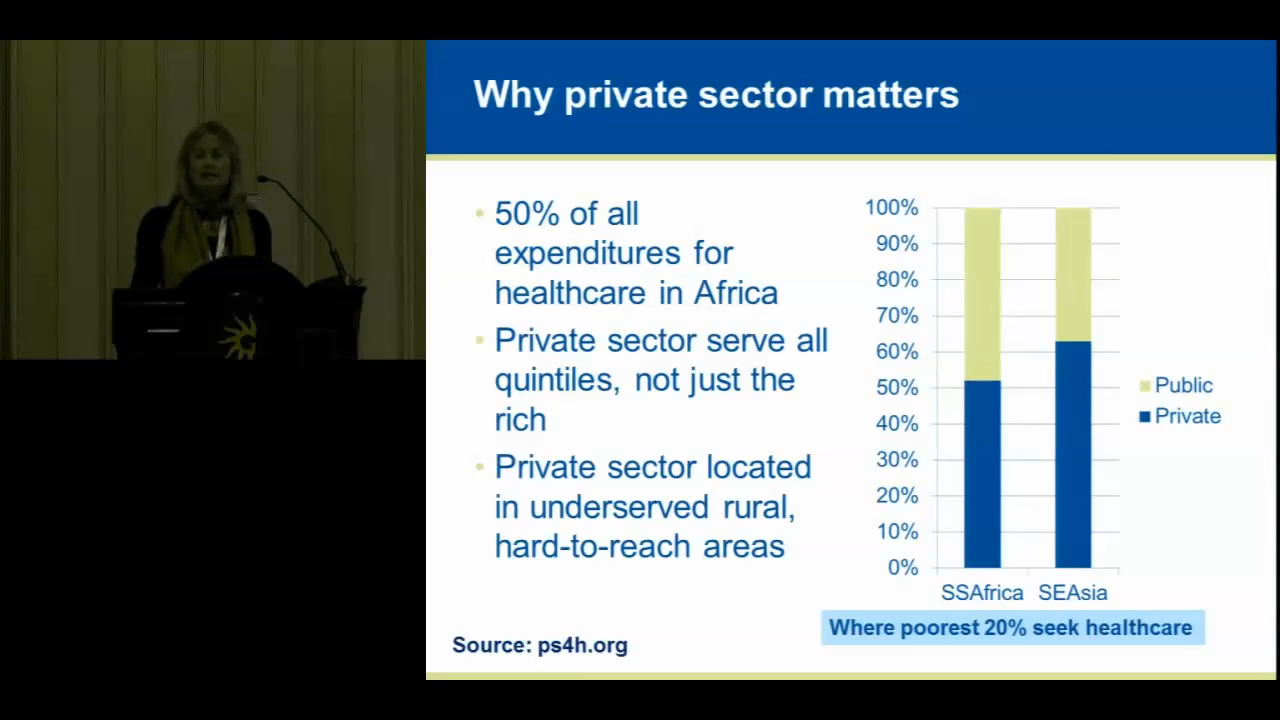 Why private sector matters
• 50% of all
expenditures for
healthcare in Africa
• Private sector serve all
quintiles, not just the
rich
• Private sector located
in underserved rural,
hard-to-reach areas
100%
90%
80%
70%
60%
50%
40%
30%
20%
10%
0%
SSAfrica SEAsia
Public
Private
Where poorest 20% seek healthcare
Source: ps4h.org